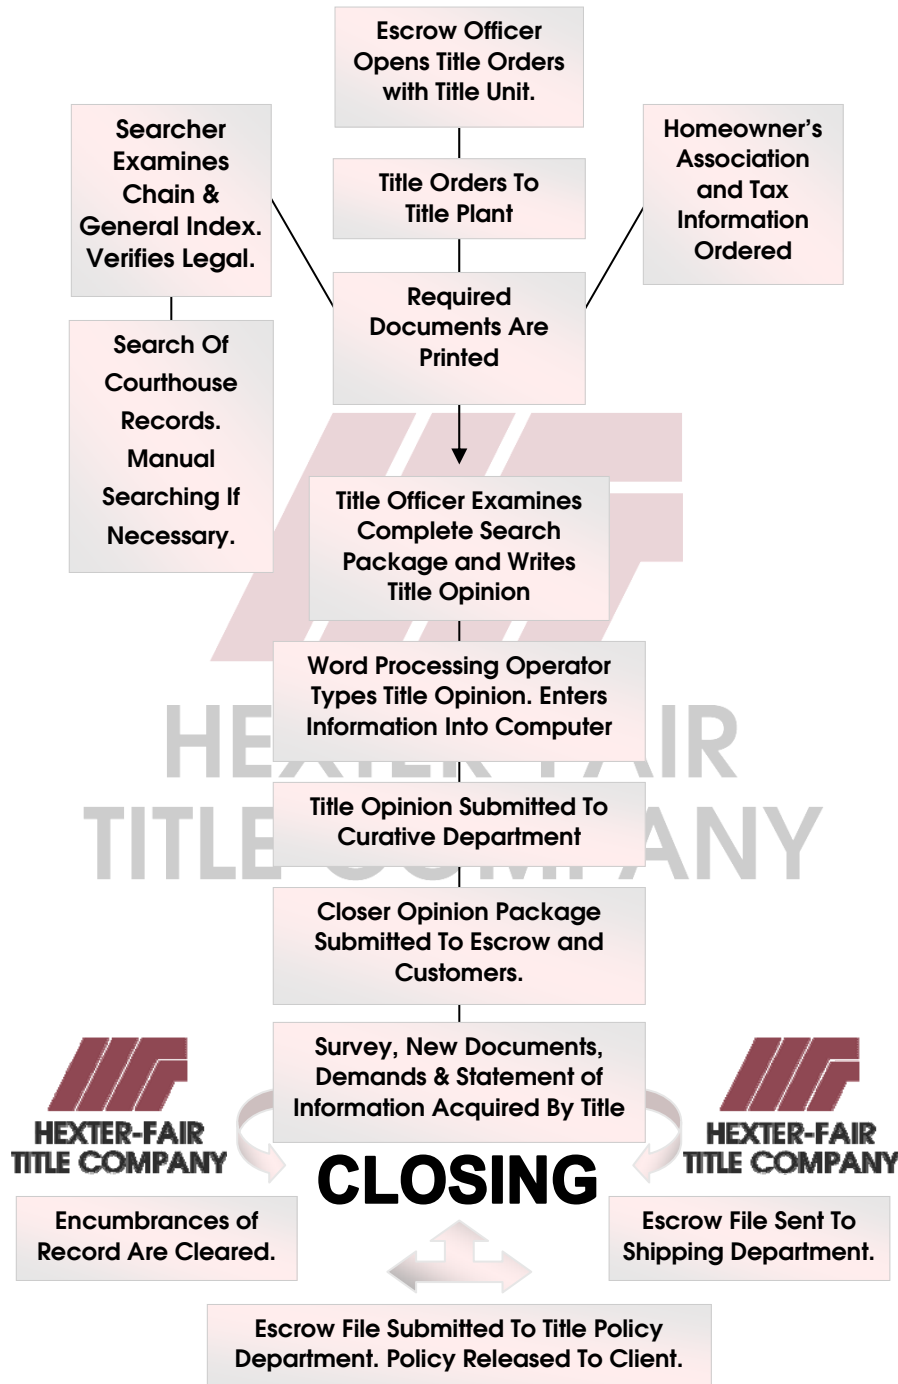 Escrow Officer
Opens Title Orders
with Title Unit.
Searcher
Examines
Chain &
General Index.
Verifies Legal.
Title Orders To
Title Plant
Homeowner’s
Association
and Tax
Information
Ordered
Required
Documents Are
Printed
Search Of
Courthouse
Records.
Manual
Searching If
Necessary.
Title Officer Examines
Complete Search
Package and Writes
Title Opinion
Word Processing Operator
Types Title Opinion. Enters
Information Into Computer
HEXTER-FAIR
TITLE COMPANY
Title Opinion Submitted To
Curative Department
Closer Opinion Package
Submitted To Escrow and
Customers.
Survey, New Documents,
Demands & Statement of
Information Acquired By Title
HEXTER-FAIR
TITLE COMPANY
HEXTER-FAIR
TITLE COMPANY
CLOSING
Encumbrances of
Record Are Cleared.
Escrow File Sent To
Shipping Department.
Escrow File Submitted To Title Policy
Department. Policy Released To Client.